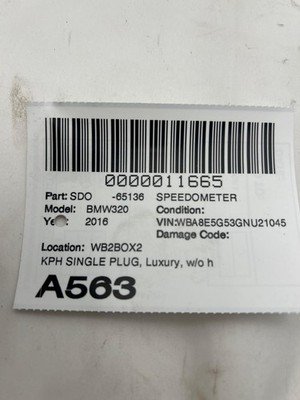 0000011665
Part: SDO -65136 SPEEDOMETER
Model: BMW320 Condition:
Year: 2016 VIN:WBA8E5G53GNU21045
Damage Code:
Location: WB2BOX2
KPH SINGLE PLUG, Luxury, w/o h
A563